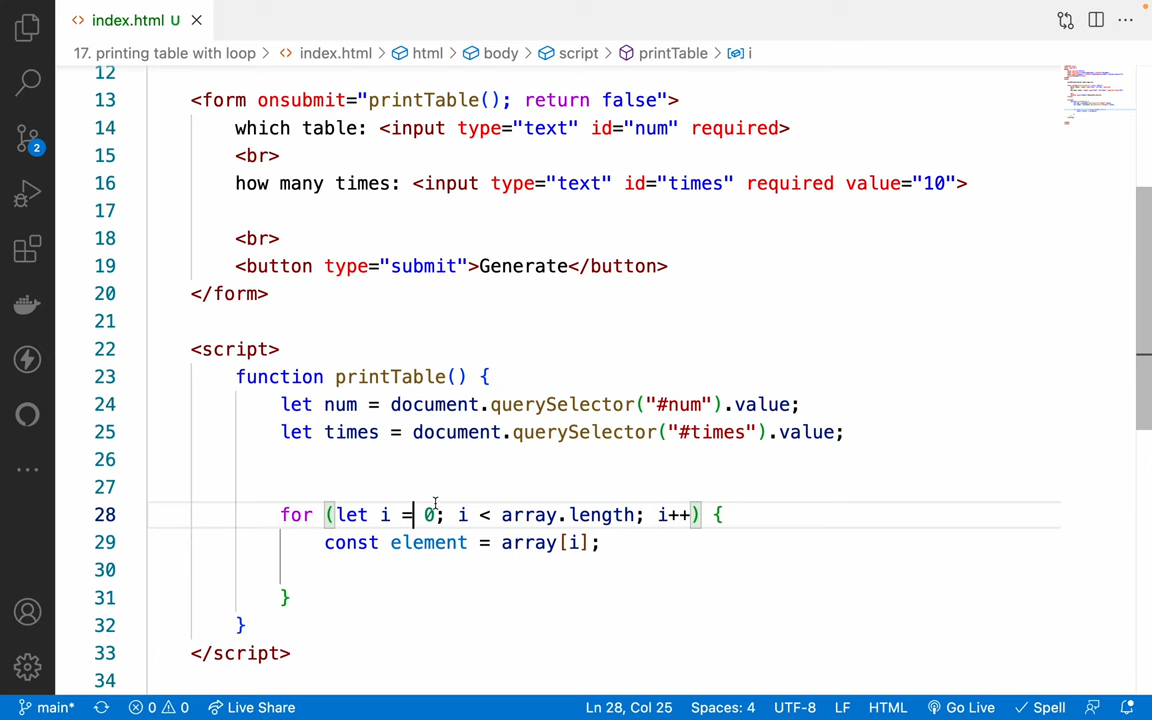 index.html U
17. printing table with loop > index.html > html > body > script > printTable > i
12
13 <form onsubmit="printTable(); return false">
14 which table: <input type="text" id="num" required>
15 <br>
16 how many times: <input type="text" id="times" required value="10">
17
18 <br>
19 <button type="submit">Generate</button>
20 </form>
21
22 <script>
23 function printTable() {
24 let num = document.querySelector("#num").value;
25 let times = document.querySelector("#times").value;
26
27
28 for (let i = 0; i < array.length; i++) {
29 const element = array[i];
30
31 }
32 }
33 </script>
34
2
main* 0 0 Live Share Ln 28, Col 25 Spaces: 4 UTF-8 LF HTML Go Live Spell